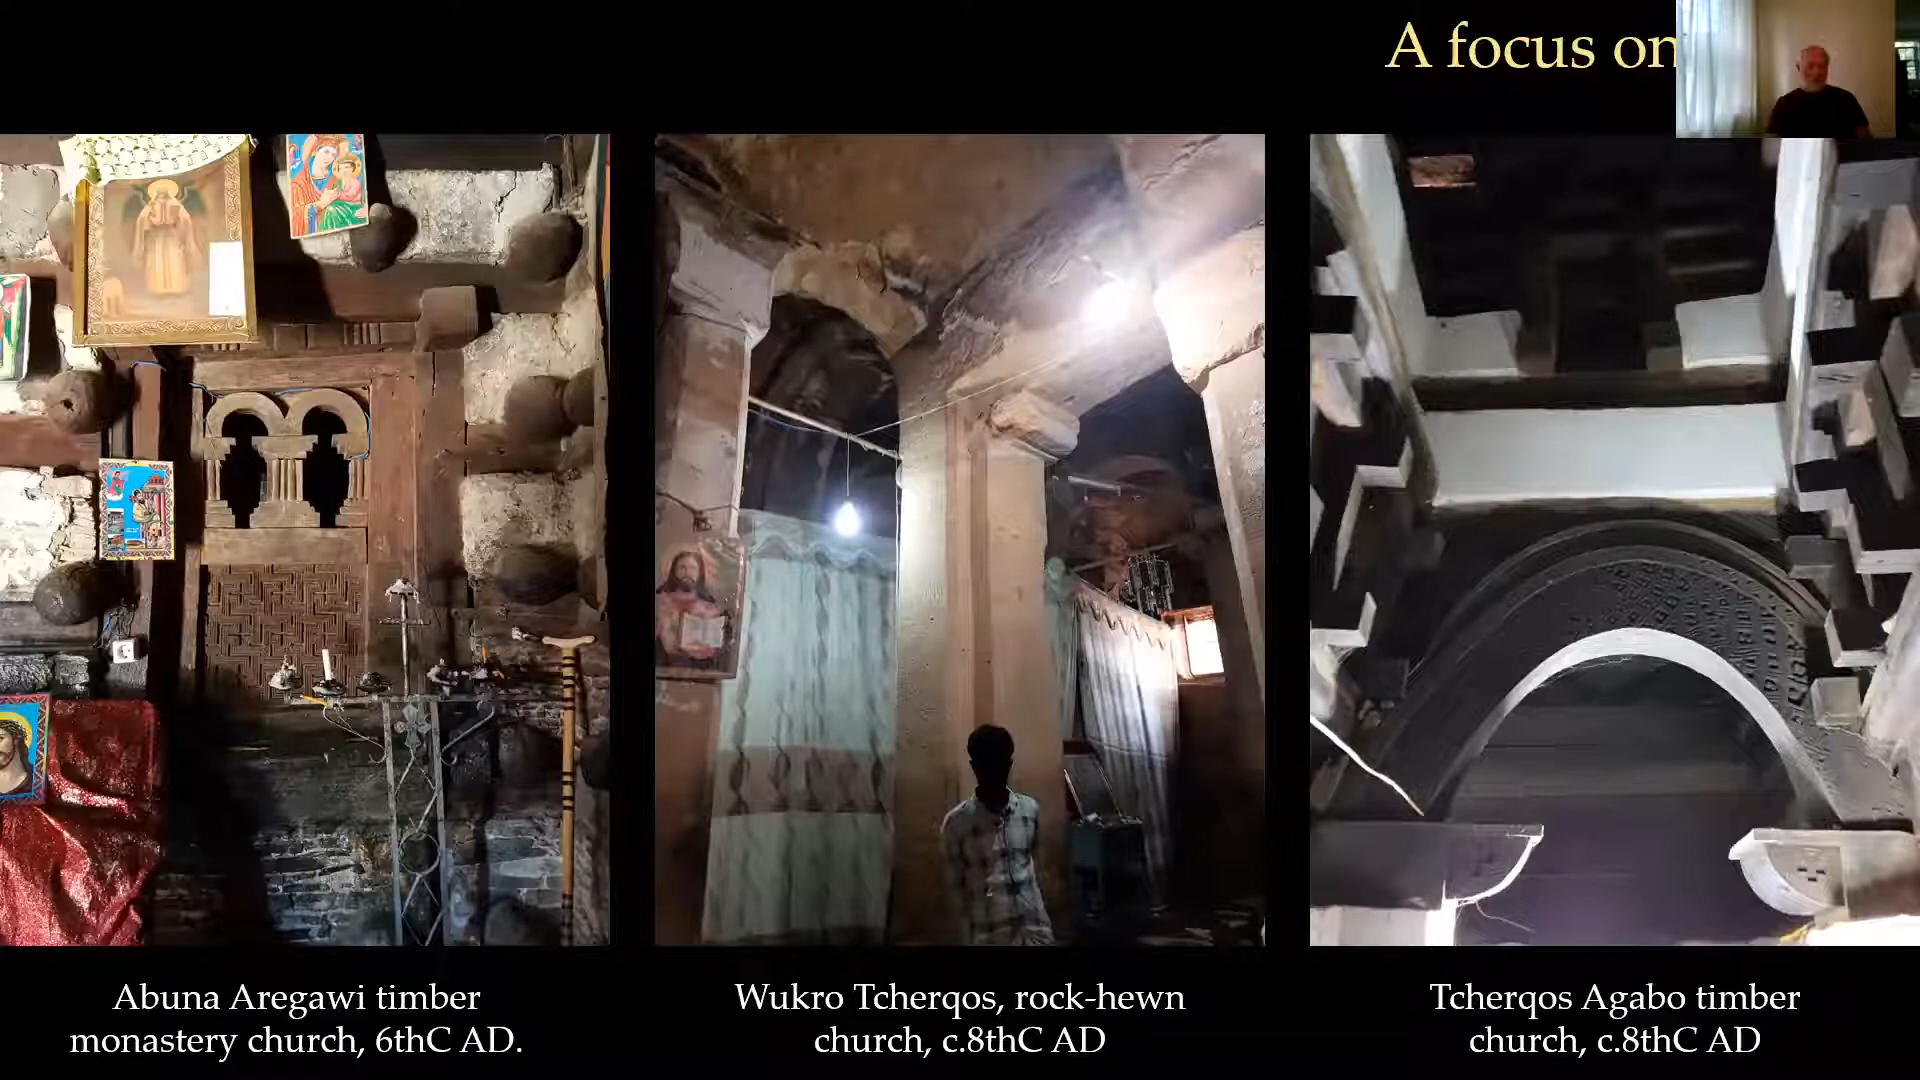 A focus on
Abuna Aregawi timber
monastery church, 6thC AD.
Wukro Tcherqos, rock-hewn
church, c.8thC AD
Tcherqos Agabo timber
church, c.8thC AD